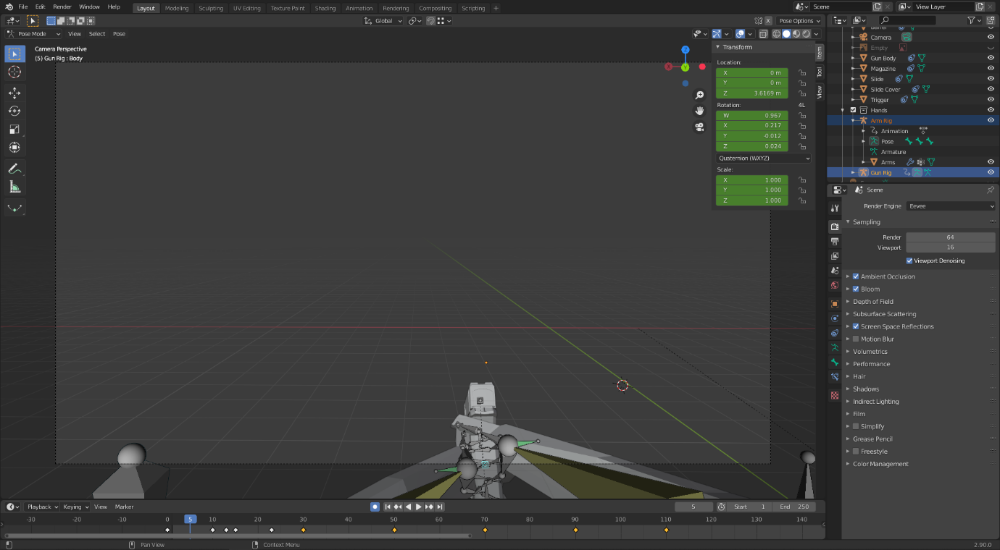 File Edit Render Window Help Layout Modeling Sculpting UV Editing Texture Paint Shading Animation Rendering Compositing Scripting + Scene View Layer
Global Pose Options
Pose Mode View Select Pose
Camera Perspective
(5) Gun Rig : Body
Transform
Location:
X 0 m
Y 0 m
Z 3.6169 m
Rotation: 4L
W 0.967
X 0.217
Y -0.012
Z 0.024
Quaternion (WXYZ)
Scale:
X 1.000
Y 1.000
Z 1.000
Item
Tool
View
Z
X
Y
Camera
Empty
Gun Body
Magazine
Slide
Slide Cover
Trigger
Hands
Arm Rig
Animation
Pose
Armature
Arms
Gun Rig
Scene
Render Engine Eevee
Sampling
Render 64
Viewport 16
Viewport Denoising
Ambient Occlusion
Bloom
Depth of Field
Subsurface Scattering
Screen Space Reflections
Motion Blur
Volumetrics
Performance
Hair
Shadows
Indirect Lighting
Film
Simplify
Grease Pencil
Freestyle
Color Management
Playback Keying View Marker 5 Start 1 End 250
-30 -20 -10 0 5 10 20 30 40 50 60 70 80 90 100 110 120 130 140
Pan View Context Menu 2.90.0